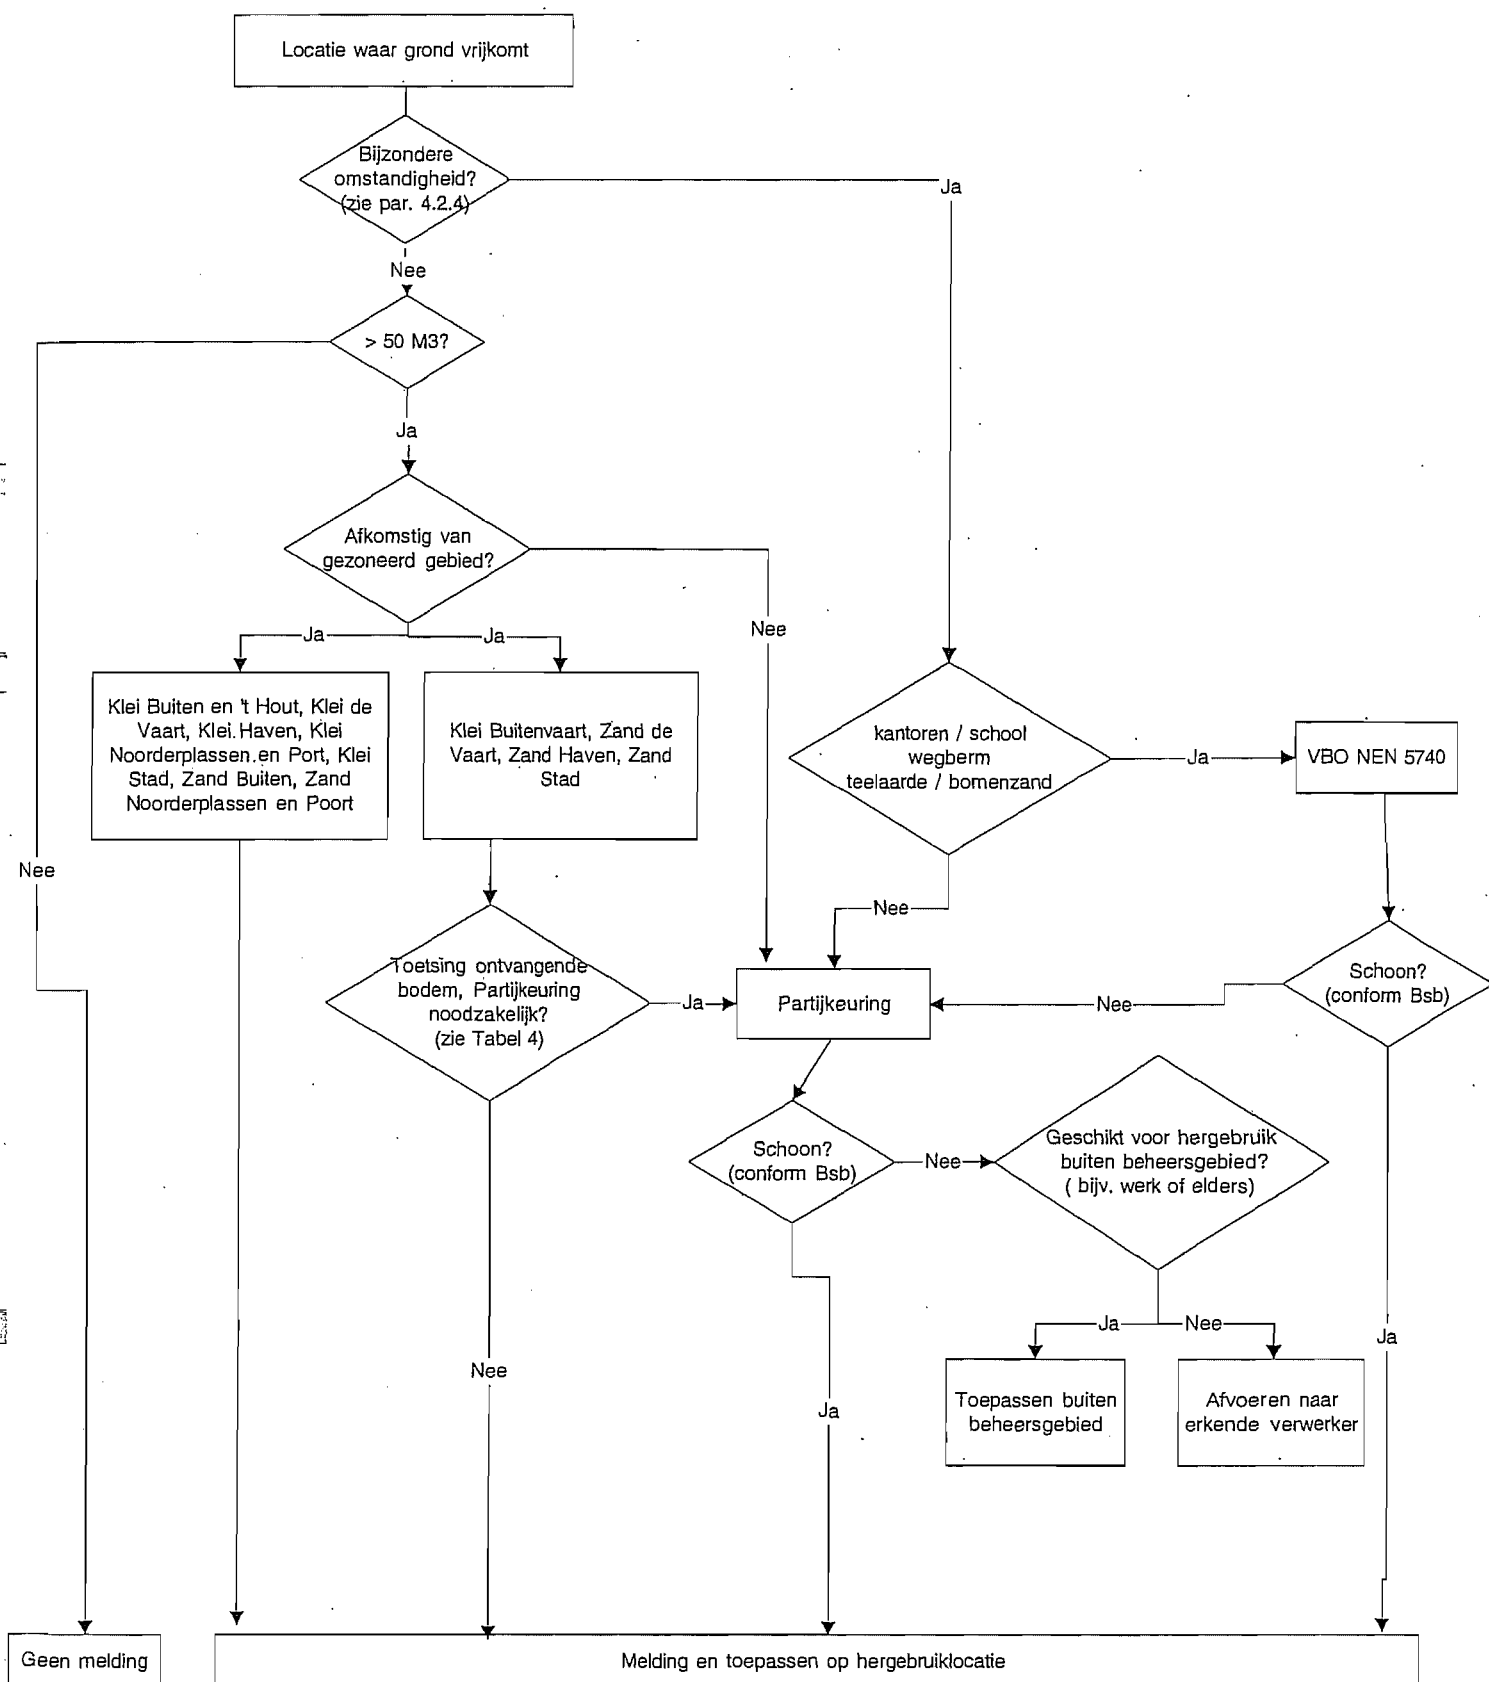 Locatie waar grond vrijkomt
Bijzondere
omstandigheid?
(zie par. 4.2.4)
Ja
Nee
> 50 M3?
Ja
Afkomstig van
gezoneerd gebied?
Ja
Ja
Nee
Klei Buiten en 't Hout, Klei de
Vaart, Klei Haven, Klei
Noorderplassen en Port, Klei
Stad, Zand Buiten, Zand
Noorderplassen en Poort
Klei Buitenvaart, Zand de
Vaart, Zand Haven, Zand
Stad
kantoren / school
wegberm
teelaarde / bomenzand
Ja
VBO NEN 5740
Nee
Nee
Toetsing ontvangende
bodem, Partijkeuring
noodzakelijk?
(zie Tabel 4)
Ja
Partijkeuring
Nee
Schoon?
(conform Bsb)
Schoon?
(conform Bsb)
Nee
Geschikt voor hergebruik
buiten beheersgebied?
( bijv. werk of elders)
Ja
Nee
Ja
Nee
Toepassen buiten
beheersgebied
Afvoeren naar
erkende verwerker
Ja
Geen melding
Melding en toepassen op hergebruiklocatie